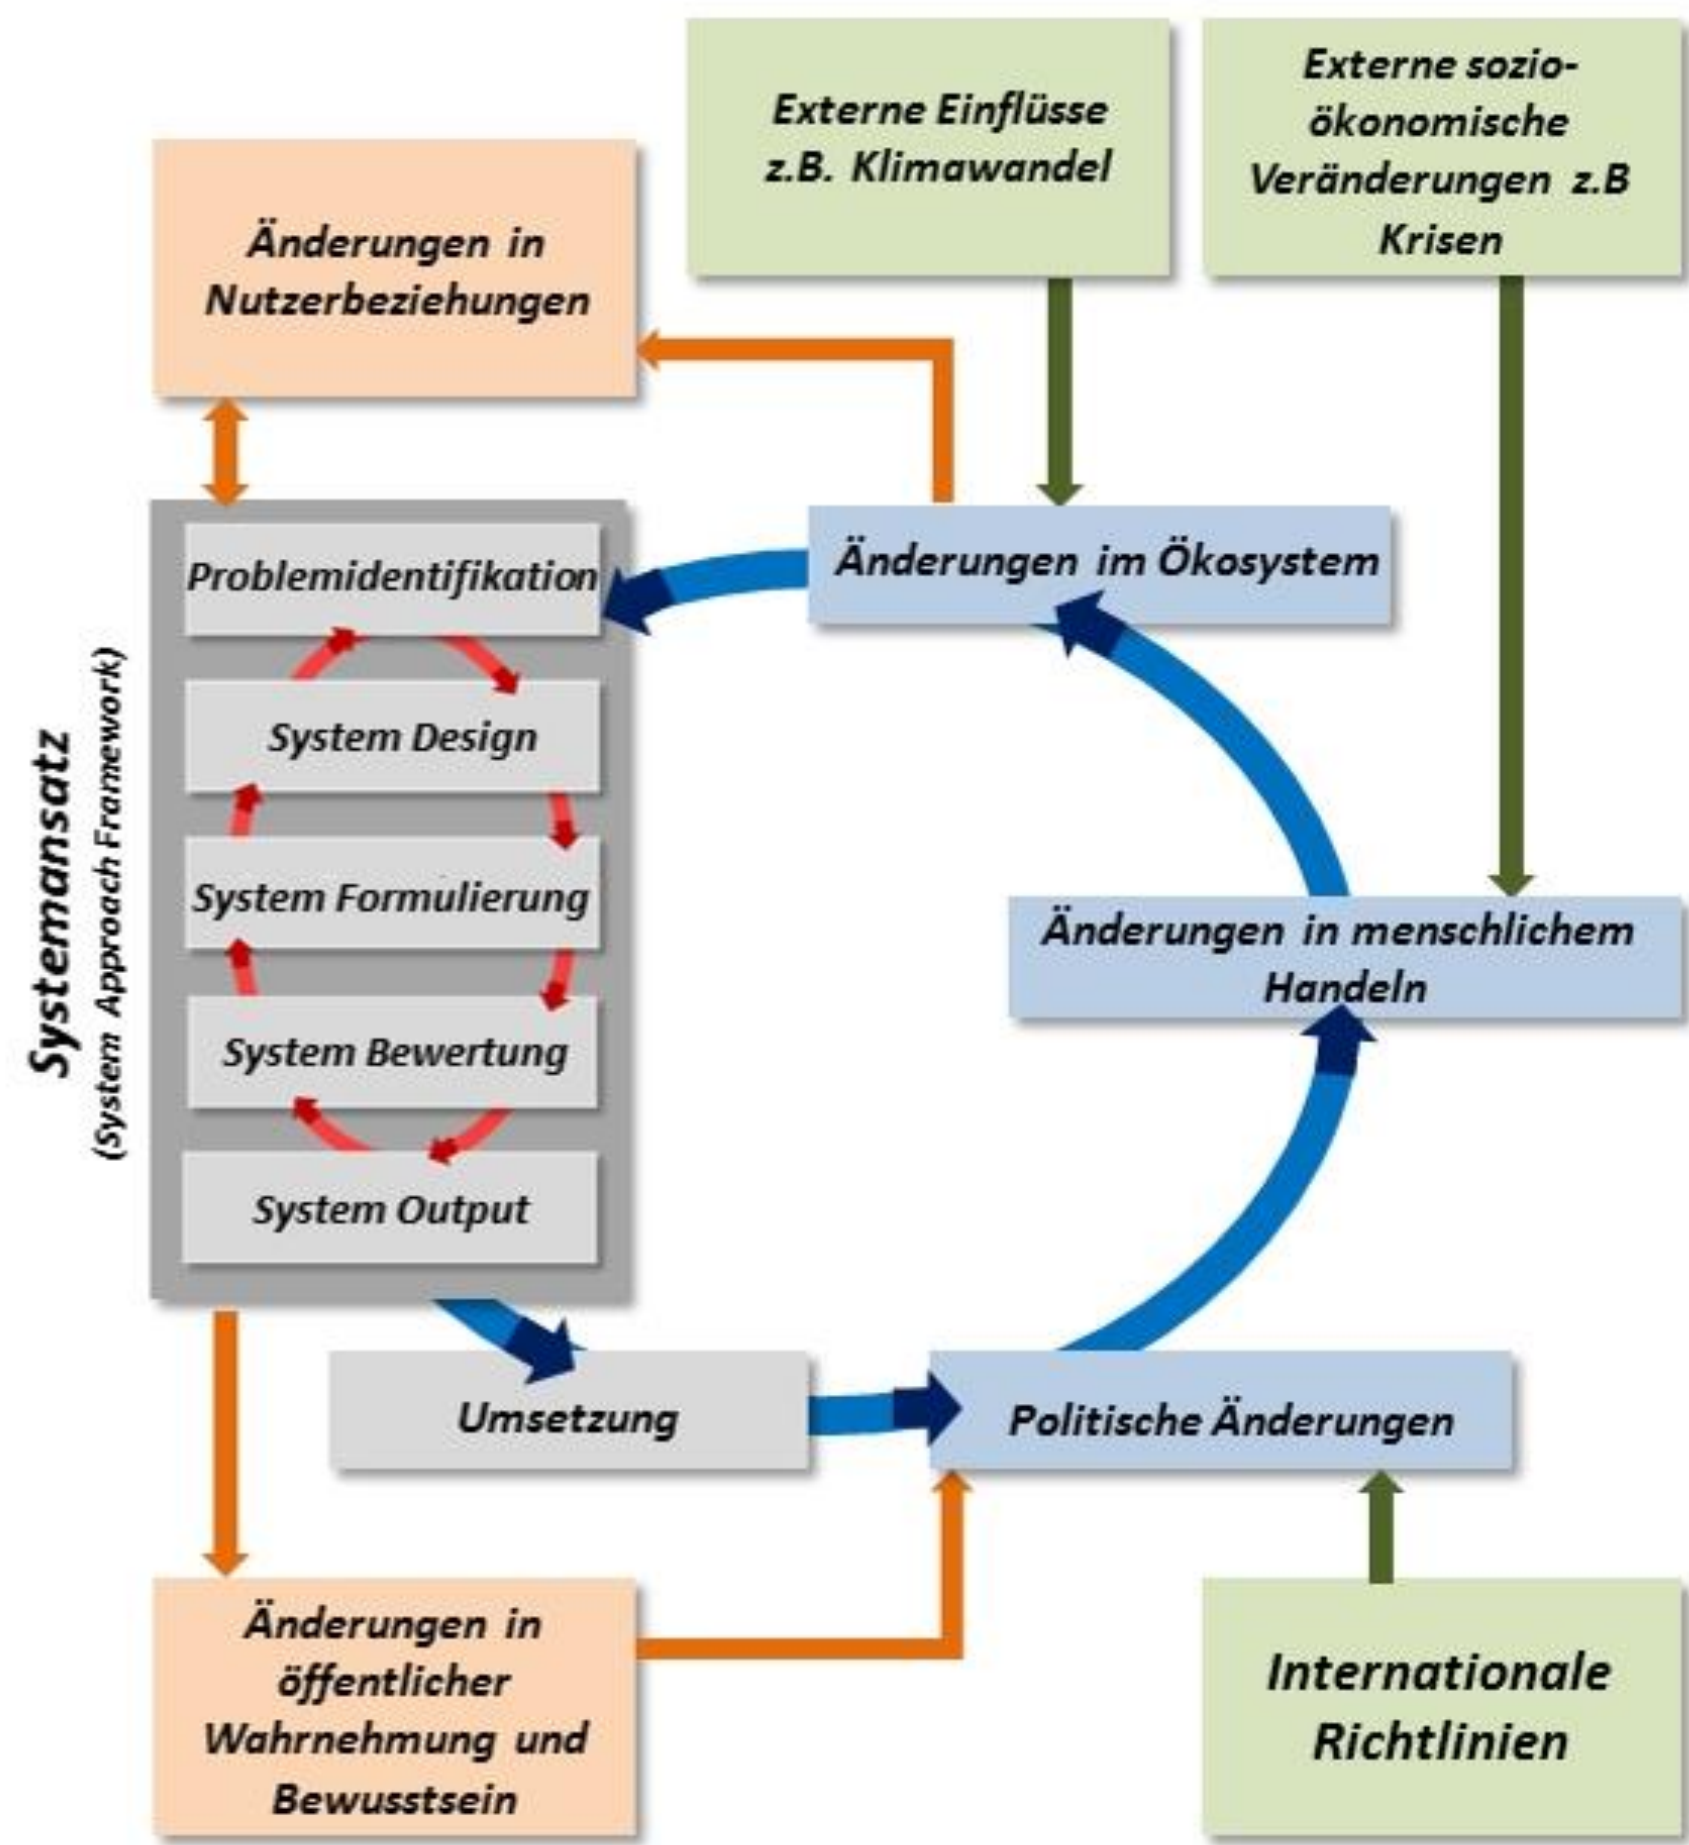 Externe Einflüsse
z.B. Klimawandel
Externe sozio-
ökonomische
Veränderungen z.B
Krisen
Änderungen in
Nutzerbeziehungen
Änderungen im Ökosystem
Systemansatz
(System Approach Framework)
Problemidentifikation
System Design
System Formulierung
System Bewertung
System Output
Änderungen in menschlichem
Handeln
Umsetzung
Politische Änderungen
Änderungen in
öffentlicher
Wahrnehmung und
Bewusstsein
Internationale
Richtlinien